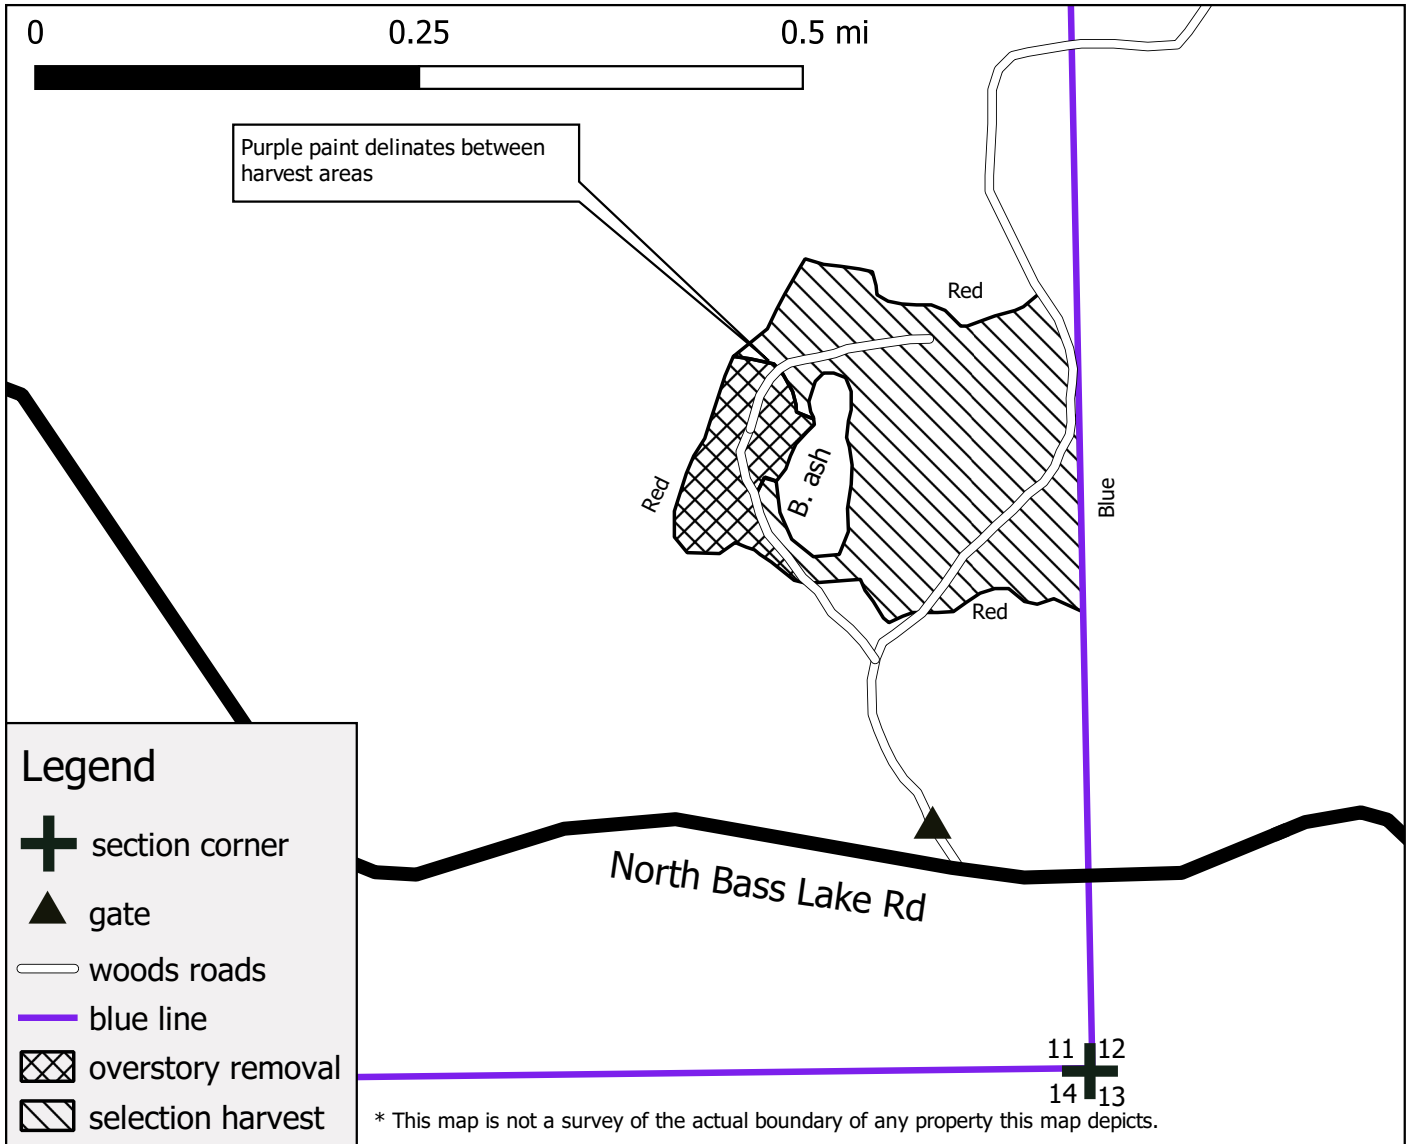 0 0.25 0.5 mi
Purple paint delinates between
harvest areas
Red
Red
B. ash
Blue
Red
North Bass Lake Rd
Legend
section corner
gate
woods roads
blue line
overstory removal
selection harvest
11 12
14 13
* This map is not a survey of the actual boundary of any property this map depicts.